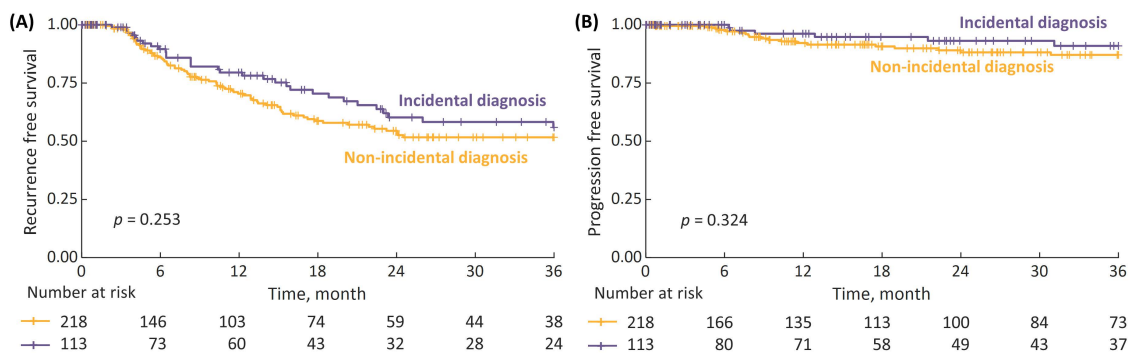 (A)
Recurrence free survival
1.00
0.75
0.50
0.25
0.00
Incidental diagnosis
Non-incidental diagnosis
p = 0.253
0 6 12 18 24 30 36
Number at risk
Time, month
218 146 103 74 59 44 38
113 73 60 43 32 28 24
(B)
Progression free survival
1.00
0.75
0.50
0.25
0.00
Incidental diagnosis
Non-incidental diagnosis
p = 0.324
0 6 12 18 24 30 36
Number at risk
Time, month
218 166 135 113 100 84 73
113 80 71 58 49 43 37